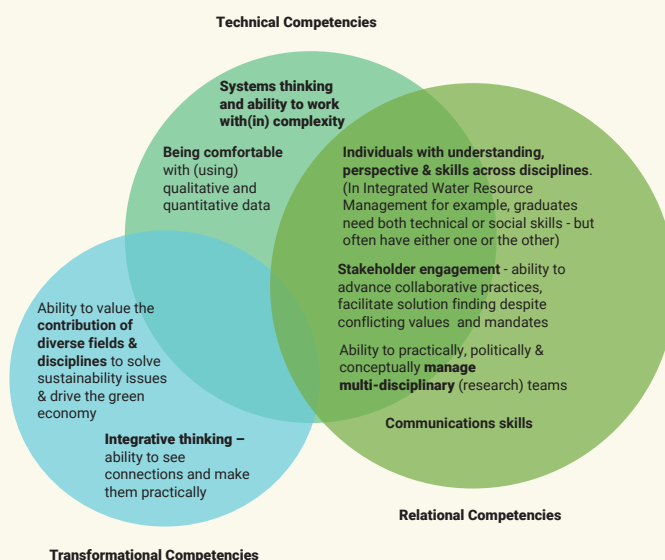 Technical Competencies
Systems thinking
and ability to work
with(in) complexity
Being comfortable
with (using)
qualitative and
quantitative data
Individuals with understanding,
perspective & skills across disciplines.
(In Integrated Water Resource
Management for example, graduates
need both technical or social skills - but
often have either one or the other)
Stakeholder engagement - ability to
advance collaborative practices,
facilitate solution finding despite
conflicting values and mandates
Ability to practically, politically &
conceptually manage
multi-disciplinary (research) teams
Communications skills
Ability to value the
contribution of
diverse fields &
disciplines to solve
sustainability issues
& drive the green
economy
Integrative thinking –
ability to see
connections and make
them practically
Relational Competencies
Transformational Competencies